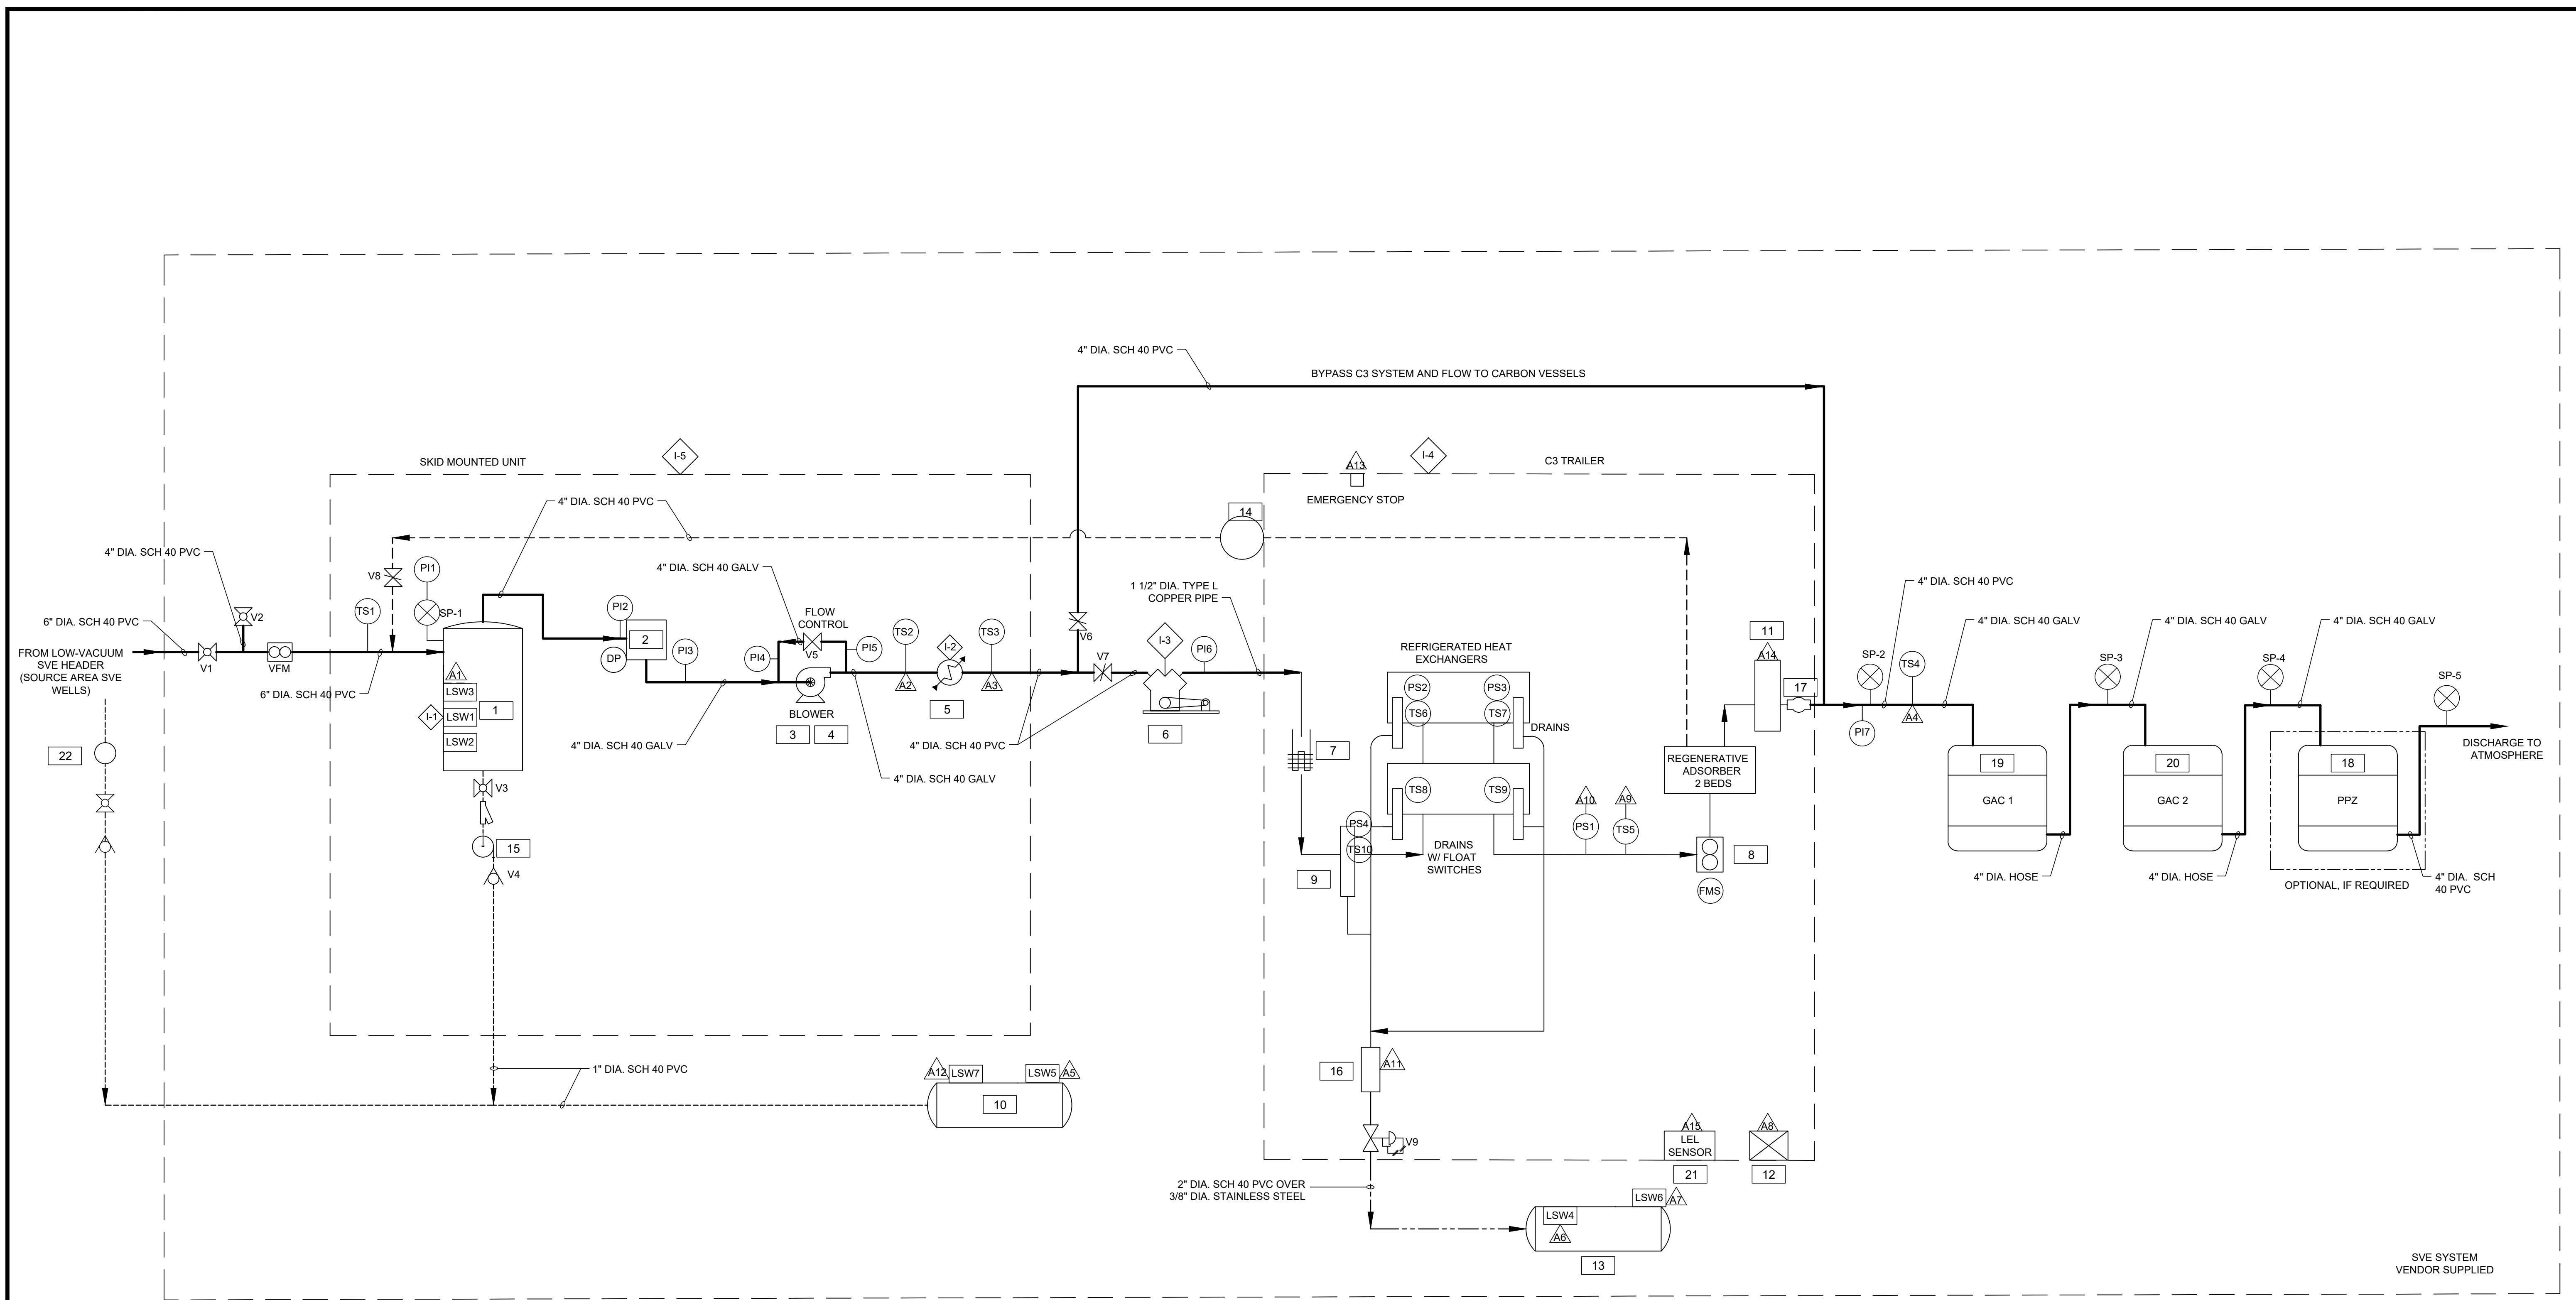 4" DIA. SCH 40 PVC
BYPASS C3 SYSTEM AND FLOW TO CARBON VESSELS
SKID MOUNTED UNIT
I-5
A13
I-4
C3 TRAILER
EMERGENCY STOP
4" DIA. SCH 40 PVC
14
4" DIA. SCH 40 PVC
V8
PI1
4" DIA. SCH 40 GALV
1 1/2" DIA. TYPE L
COPPER PIPE
4" DIA. SCH 40 PVC
6" DIA. SCH 40 PVC
V2
TS1
SP-1
PI2
2
DP
FLOW
CONTROL
V5
PI3
PI4
PI5
TS2
A2
I-2
TS3
A3
V6
V7
I-3
PI6
REFRIGERATED HEAT
EXCHANGERS
11
A14
SP-2
TS4
4" DIA. SCH 40 GALV
4" DIA. SCH 40 GALV
4" DIA. SCH 40 GALV
SP-3
SP-4
SP-5
FROM LOW-VACUUM
SVE HEADER
(SOURCE AREA SVE
WELLS)
V1
VFM
6" DIA. SCH 40 PVC
A1
LSW3
I-1
LSW1
1
LSW2
BLOWER
3
4
5
6
4" DIA. SCH 40 GALV
4" DIA. SCH 40 PVC
4" DIA. SCH 40 GALV
PS2
PS3
TS6
TS7
DRAINS
17
PI7
A4
7
TS8
TS9
REGENERATIVE
ADSORBER
2 BEDS
19
GAC 1
20
GAC 2
18
PPZ
DISCHARGE TO
ATMOSPHERE
22
V3
15
V4
PS4
TS10
9
DRAINS
W/ FLOAT
SWITCHES
A10
PS1
A9
TS5
8
FMS
4" DIA. HOSE
4" DIA. HOSE
OPTIONAL, IF REQUIRED
4" DIA. SCH
40 PVC
1" DIA. SCH 40 PVC
A12
LSW7
LSW5
A5
10
16
A11
V9
A15
LEL
SENSOR
21
A8
12
2" DIA. SCH 40 PVC OVER
3/8" DIA. STAINLESS STEEL
LSW6
A7
LSW4
A6
13
SVE SYSTEM
VENDOR SUPPLIED